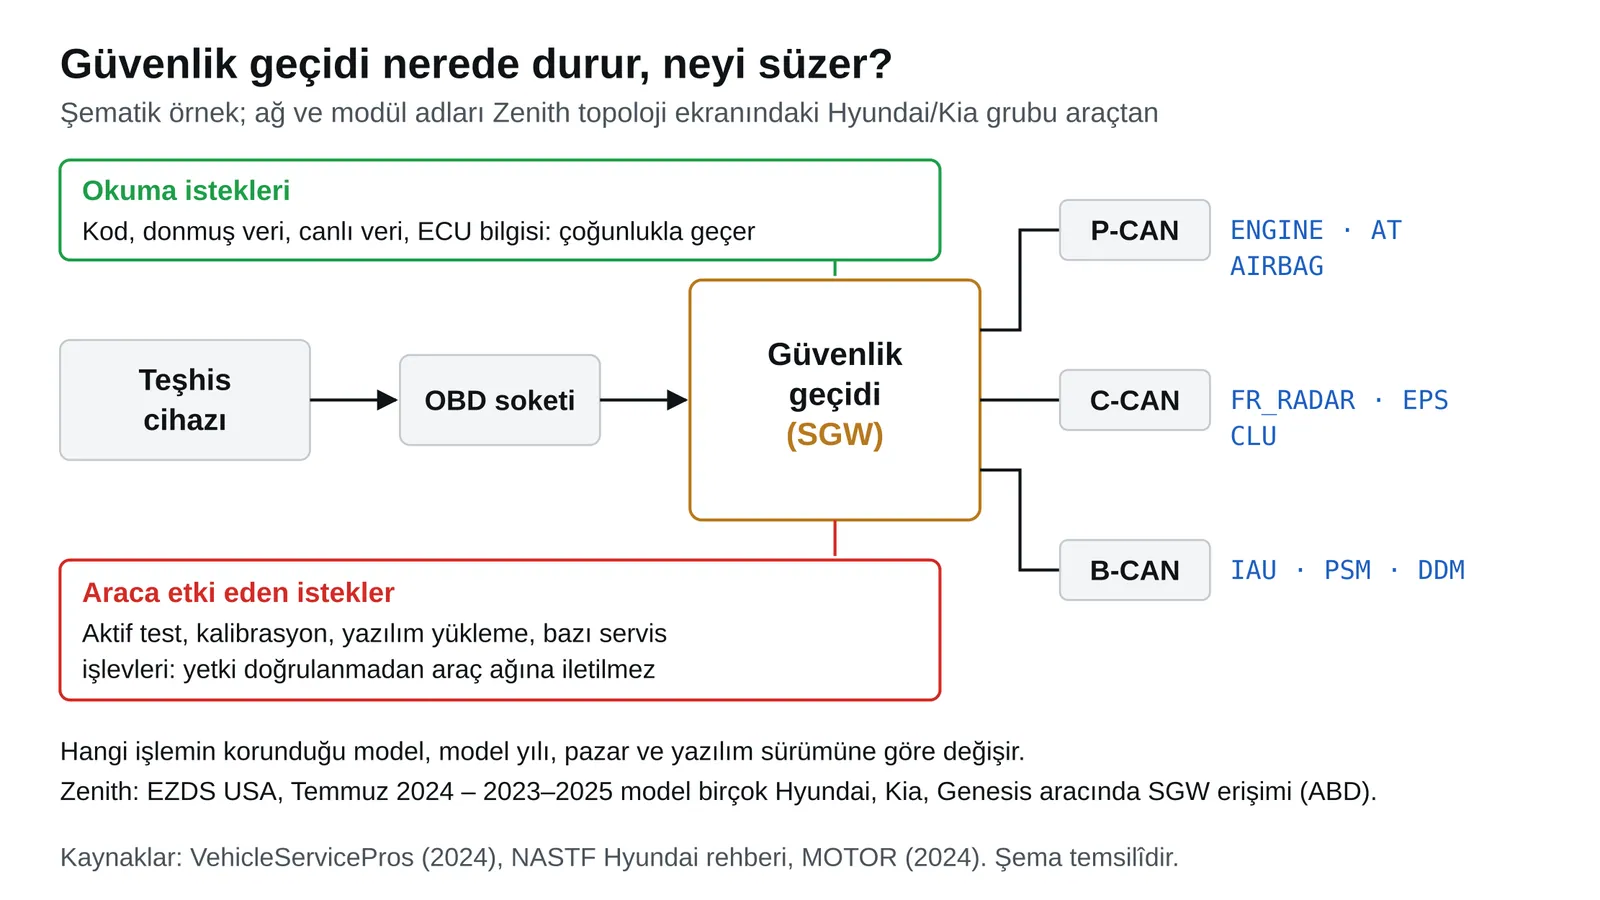 Güvenlik geçidi nerede durur, neyi süzer?
Şematik örnek; ağ ve modül adları Zenith topoloji ekranındaki Hyundai/Kia grubu araçtan
Okuma istekleri
Kod, donmuş veri, canlı veri, ECU bilgisi: çoğunlukla geçer
Teşhis
cihazı
OBD soketi
Güvenlik
geçidi
(SGW)
P-CAN
ENGINE · AT
AIRBAG
C-CAN
FR_RADAR · EPS
CLU
B-CAN
IAU · PSM · DDM
Araca etki eden istekler
Aktif test, kalibrasyon, yazılım yükleme, bazı servis
işlevleri: yetki doğrulanmadan araç ağına iletilmez
Hangi işlemin korunduğu model, model yılı, pazar ve yazılım sürümüne göre değişir.
Zenith: EZDS USA, Temmuz 2024 – 2023–2025 model birçok Hyundai, Kia, Genesis aracında SGW erişimi (ABD).
Kaynaklar: VehicleServicePros (2024), NASTF Hyundai rehberi, MOTOR (2024). Şema temsilîdir.